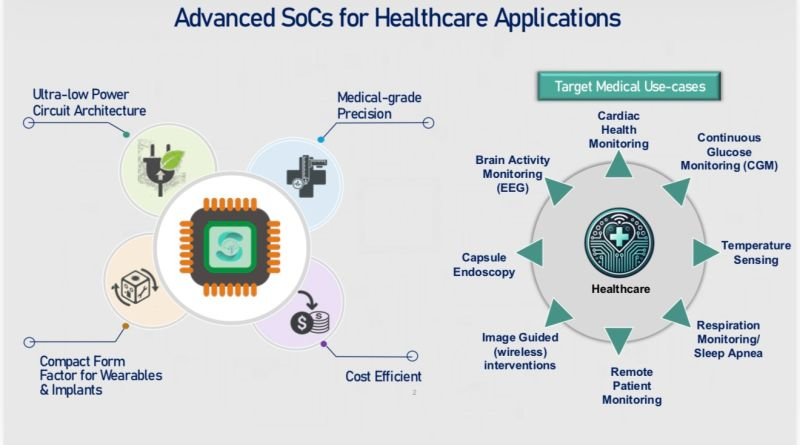 Advanced SoCs for Healthcare Applications
Ultra-low Power
Circuit Architecture
Medical-grade
Precision
Compact Form
Factor for Wearables
& Implants
Cost Efficient
2
Target Medical Use-cases
Cardiac
Health
Monitoring
Continuous
Glucose
Monitoring (CGM)
Temperature
Sensing
Respiration
Monitoring/
Sleep Apnea
Remote
Patient
Monitoring
Image Guided
(wireless)
interventions
Capsule
Endoscopy
Brain Activity
Monitoring
(EEG)
Healthcare
S
$
$